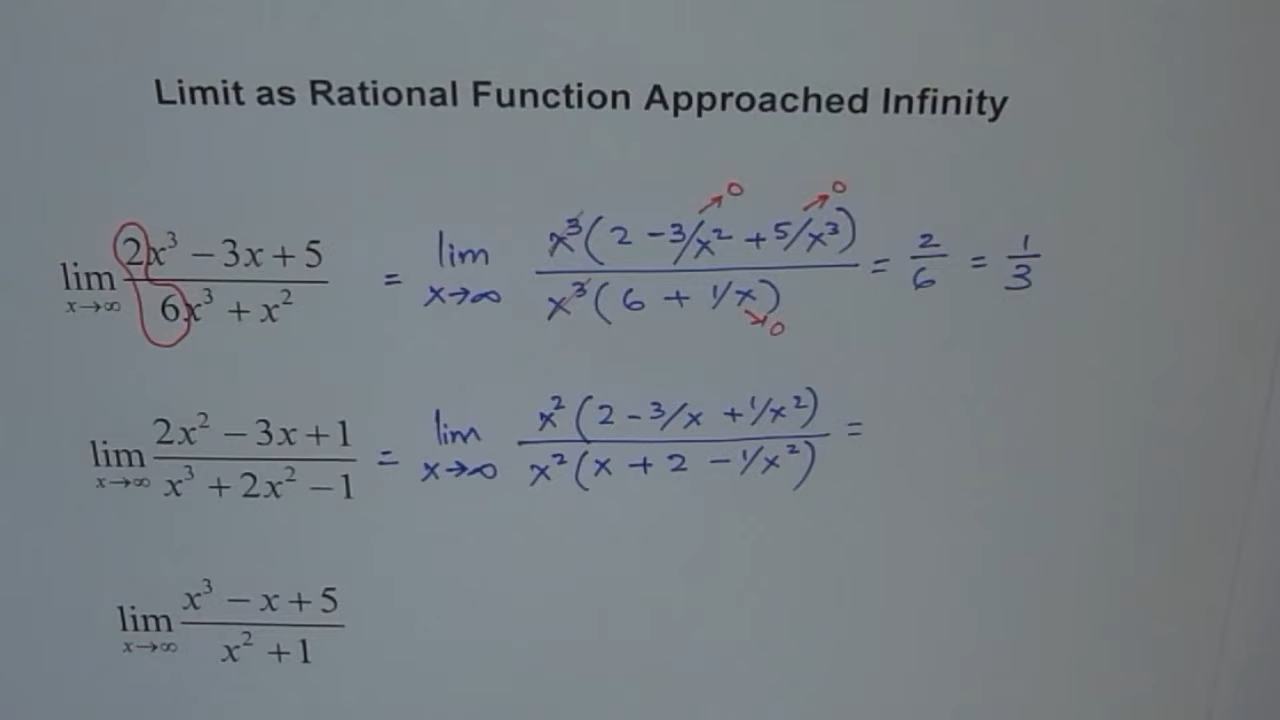 Limit as Rational Function Approached Infinity
lim x→∞ (2x³ − 3x + 5)/(6x³ + x²) = lim x→∞ x³(2 − 3/x² + 5/x³)/x³(6 + 1/x) = 2/6 = 1/3
→0 →0 →0
lim x→∞ (2x² − 3x + 1)/(x³ + 2x² − 1) = lim x→∞ x²(2 − 3/x + 1/x²)/x²(x + 2 − 1/x²) =
lim x→∞ (x³ − x + 5)/(x² + 1)